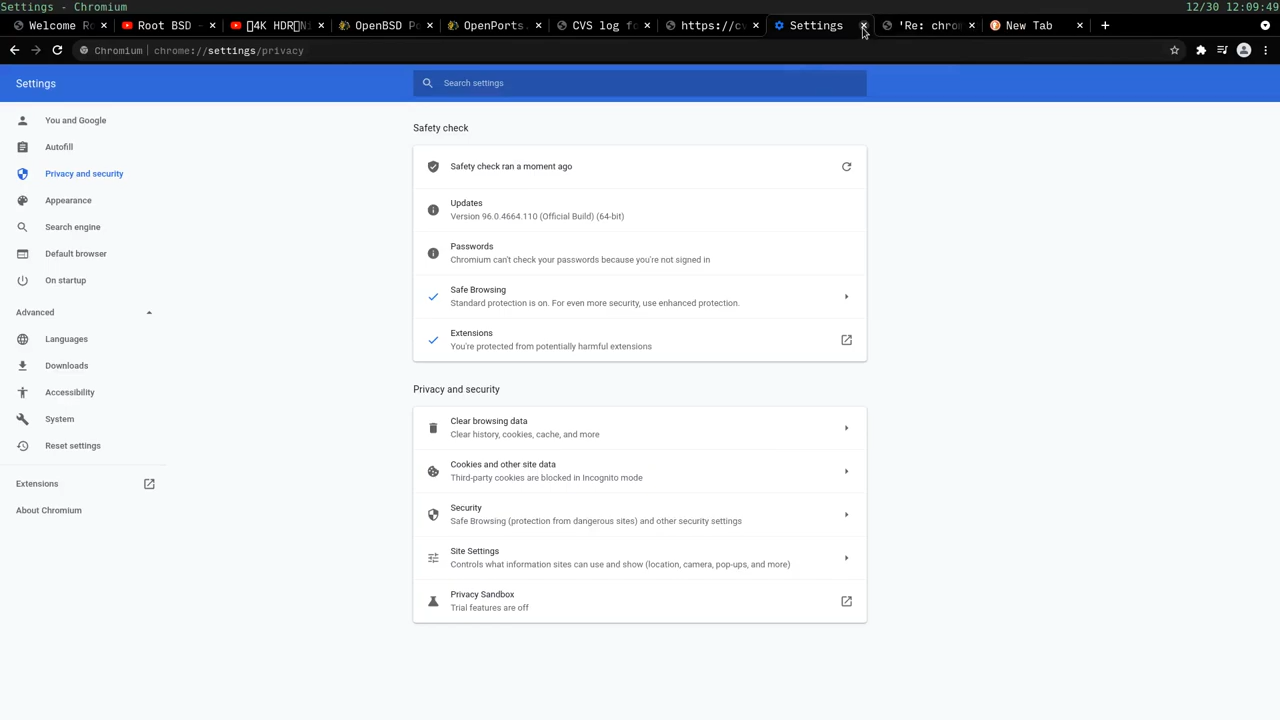 Settings - Chromium
12/30 12:09:49
Welcome R
Root BSD
4K HDR
OpenBSD P
OpenPorts.
CVS log fo
https://cv
Settings
'Re: chrom
New Tab
Chromium
chrome://settings/privacy
Settings
Search settings
You and Google
Autofill
Privacy and security
Appearance
Search engine
Default browser
On startup
Advanced
Languages
Downloads
Accessibility
System
Reset settings
Extensions
About Chromium
Safety check
Safety check ran a moment ago
Updates
Version 96.0.4664.110 (Official Build) (64-bit)
Passwords
Chromium can't check your passwords because you're not signed in
Safe Browsing
Standard protection is on. For even more security, use enhanced protection.
Extensions
You're protected from potentially harmful extensions
Privacy and security
Clear browsing data
Clear history, cookies, cache, and more
Cookies and other site data
Third-party cookies are blocked in Incognito mode
Security
Safe Browsing (protection from dangerous sites) and other security settings
Site Settings
Controls what information sites can use and show (location, camera, pop-ups, and more)
Privacy Sandbox
Trial features are off